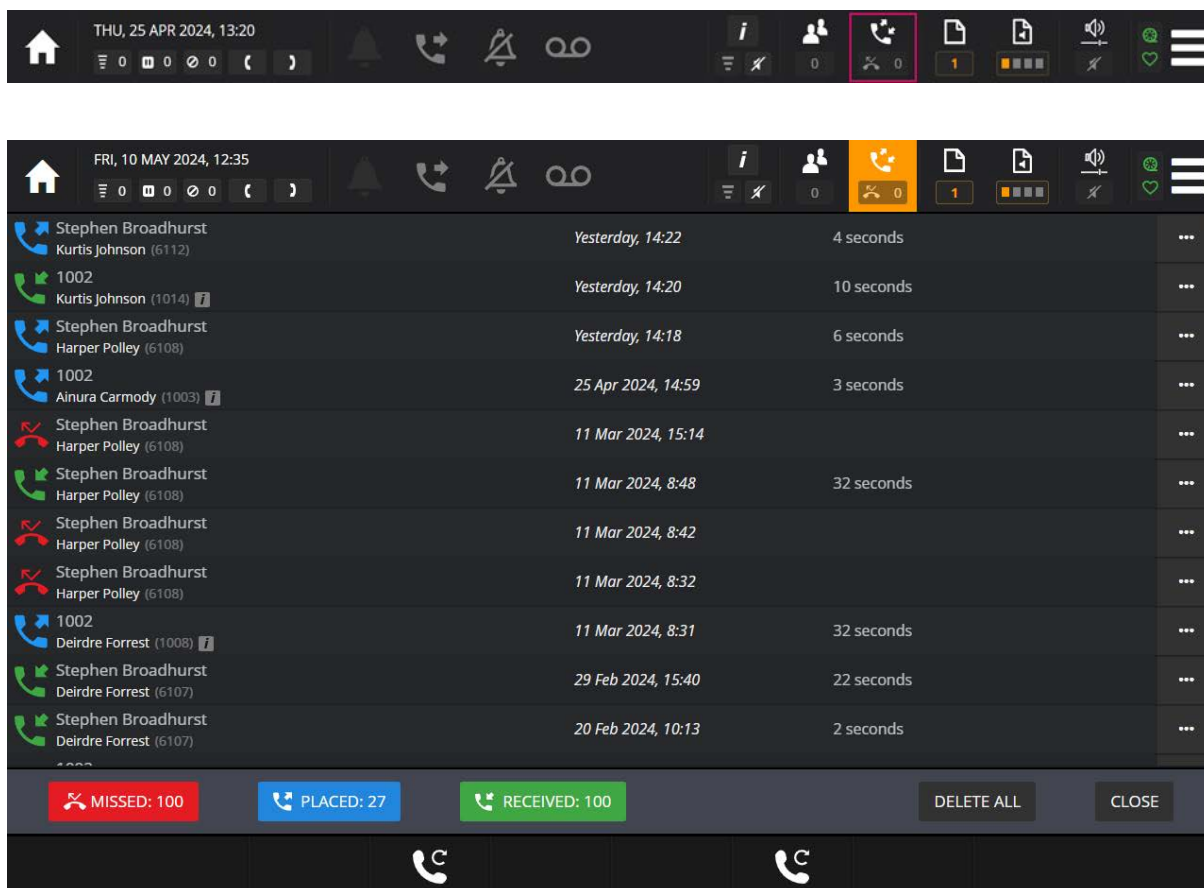 THU, 25 APR 2024, 13:20
0 0 0
i
0 0 1
FRI, 10 MAY 2024, 12:35
0 0 0
i
0 0 1
Stephen Broadhurst
Kurtis Johnson (6112) Yesterday, 14:22 4 seconds
1002
Kurtis Johnson (1014) i Yesterday, 14:20 10 seconds
Stephen Broadhurst
Harper Polley (6108) Yesterday, 14:18 6 seconds
1002
Ainura Carmody (1003) i 25 Apr 2024, 14:59 3 seconds
Stephen Broadhurst
Harper Polley (6108) 11 Mar 2024, 15:14
Stephen Broadhurst
Harper Polley (6108) 11 Mar 2024, 8:48 32 seconds
Stephen Broadhurst
Harper Polley (6108) 11 Mar 2024, 8:42
Stephen Broadhurst
Harper Polley (6108) 11 Mar 2024, 8:32
1002
Deirdre Forrest (1008) i 11 Mar 2024, 8:31 32 seconds
Stephen Broadhurst
Deirdre Forrest (6107) 29 Feb 2024, 15:40 22 seconds
Stephen Broadhurst
Deirdre Forrest (6107) 20 Feb 2024, 10:13 2 seconds
MISSED: 100 PLACED: 27 RECEIVED: 100 DELETE ALL CLOSE